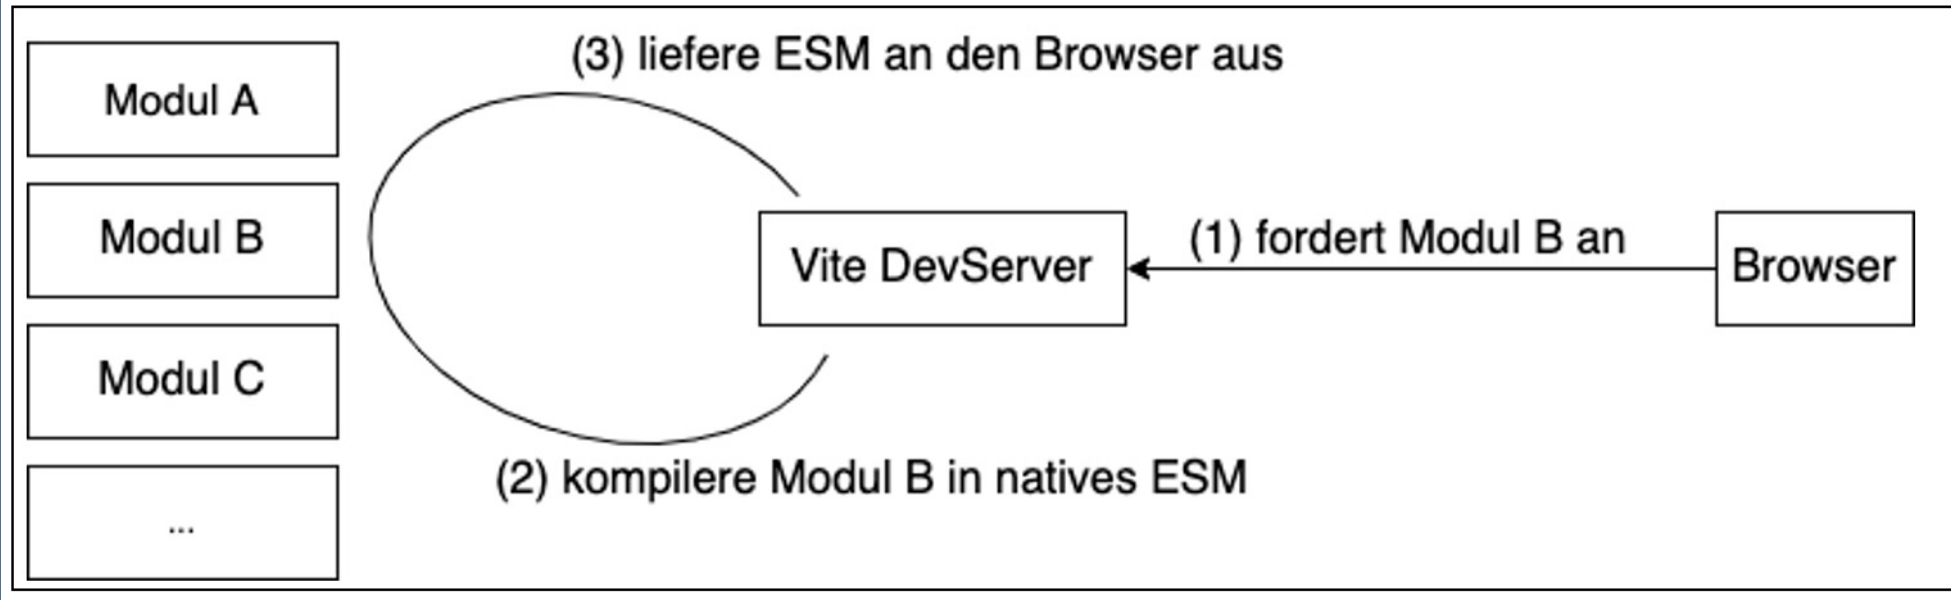 (3) liefere ESM an den Browser aus
Modul A
Modul B
Modul C
...
Vite DevServer
(1) fordert Modul B an
Browser
(2) kompilere Modul B in natives ESM